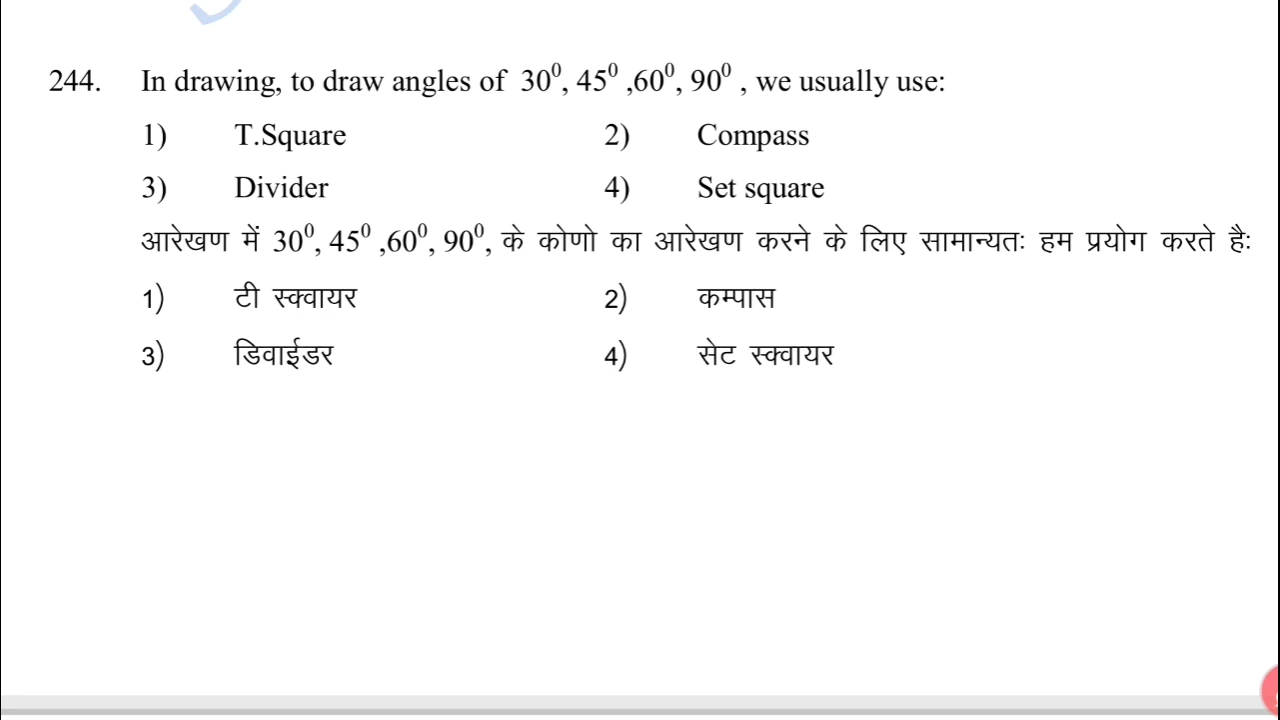 244. In drawing, to draw angles of 30⁰, 45⁰ ,60⁰, 90⁰ , we usually use:
1) T.Square 2) Compass
3) Divider 4) Set square
आरेखण में 30⁰, 45⁰ ,60⁰, 90⁰, के कोणो का आरेखण करने के लिए सामान्यतः हम प्रयोग करते हैः
1) टी स्क्वायर 2) कम्पास
3) डिवाईडर 4) सेट स्क्वायर